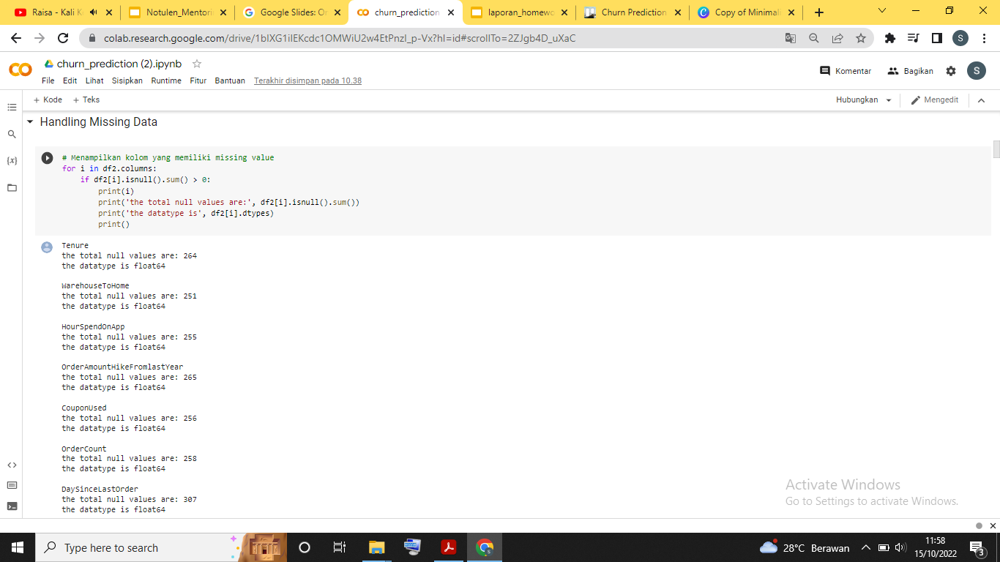 Raisa - Kali K
Notulen_Mentori
Google Slides: O
churn_prediction
laporan_homewo
Churn Prediction
Copy of Minimali
colab.research.google.com/drive/1bIXG1iIEKcdc1OMWiU2w4EtPnzI_p-Vx?hl=id#scrollTo=2ZJgb4D_uXaC
S
churn_prediction (2).ipynb
File Edit Lihat Sisipkan Runtime Fitur Bantuan Terakhir disimpan pada 10.38
Komentar Bagikan S
+ Kode + Teks
Hubungkan Mengedit
Handling Missing Data
# Menampilkan kolom yang memiliki missing value
for i in df2.columns:
    if df2[i].isnull().sum() > 0:
        print(i)
        print('the total null values are:', df2[i].isnull().sum())
        print('the datatype is', df2[i].dtypes)
        print()
Tenure
the total null values are: 264
the datatype is float64
WarehouseToHome
the total null values are: 251
the datatype is float64
HourSpendOnApp
the total null values are: 255
the datatype is float64
OrderAmountHikeFromlastYear
the total null values are: 265
the datatype is float64
CouponUsed
the total null values are: 256
the datatype is float64
OrderCount
the total null values are: 258
the datatype is float64
DaySinceLastOrder
the total null values are: 307
the datatype is float64
Activate Windows
Go to Settings to activate Windows.
Type here to search
28°C Berawan
11:58
15/10/2022
3